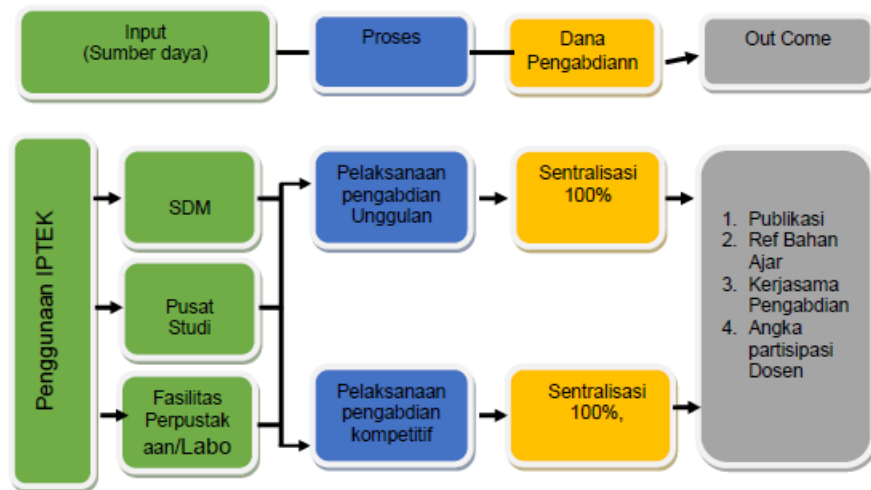 Input
(Sumber daya)
Proses
Dana
Pengabdiann
Out Come
Penggunaan IPTEK
SDM
Pusat
Studi
Fasilitas
Perpustak
aan/Labo
Pelaksanaan
pengabdian
Unggulan
Sentralisasi
100%
Pelaksanaan
pengabdian
kompetitif
Sentralisasi
100%,
1. Publikasi
2. Ref Bahan
Ajar
3. Kerjasama
Pengabdian
4. Angka
partisipasi
Dosen